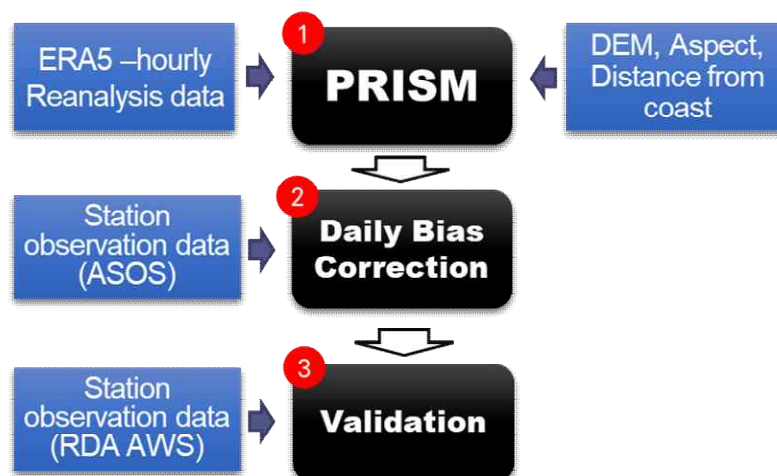 1
ERA5 –hourly
Reanalysis data
PRISM
DEM, Aspect,
Distance from
coast
2
Station
observation data
(ASOS)
Daily Bias
Correction
3
Station
observation data
(RDA AWS)
Validation